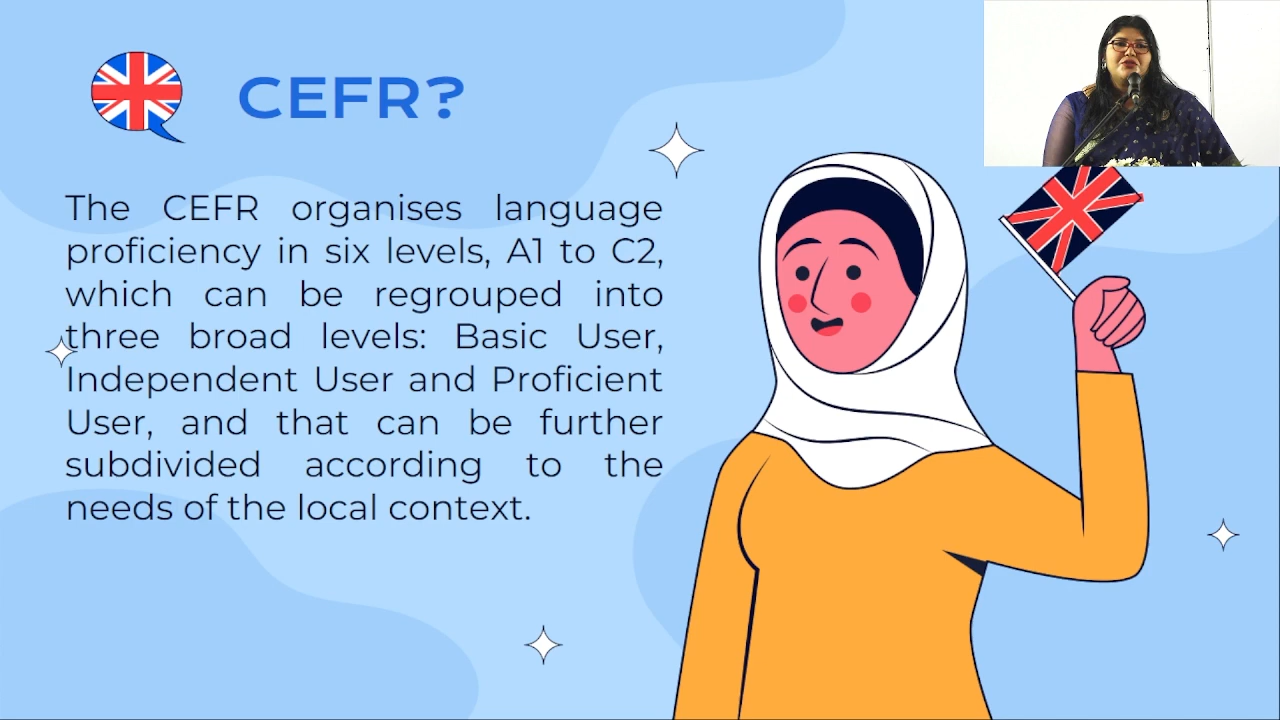 CEFR?
The CEFR organises language
proficiency in six levels, A1 to C2,
which can be regrouped into
three broad levels: Basic User,
Independent User and Proficient
User, and that can be further
subdivided according to the
needs of the local context.